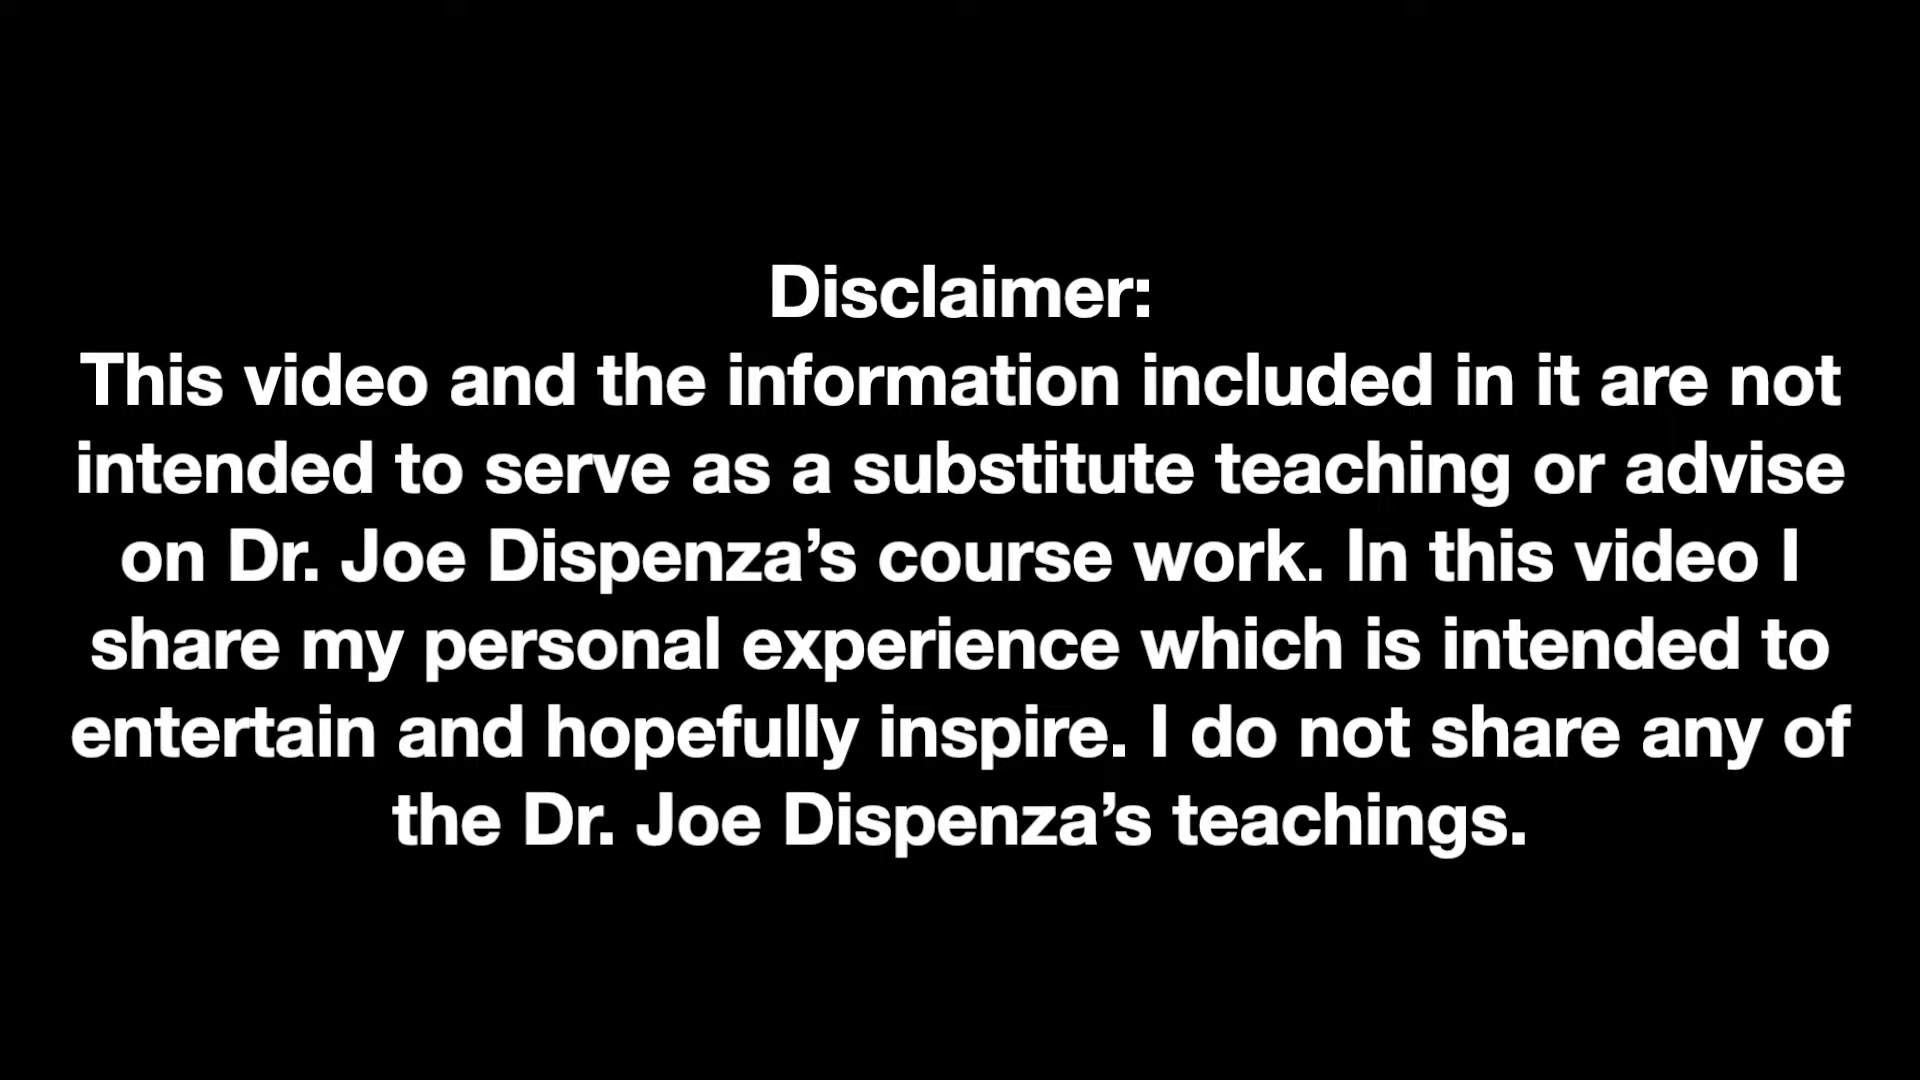 Disclaimer:
This video and the information included in it are not
intended to serve as a substitute teaching or advise
on Dr. Joe Dispenza’s course work. In this video I
share my personal experience which is intended to
entertain and hopefully inspire. I do not share any of
the Dr. Joe Dispenza’s teachings.